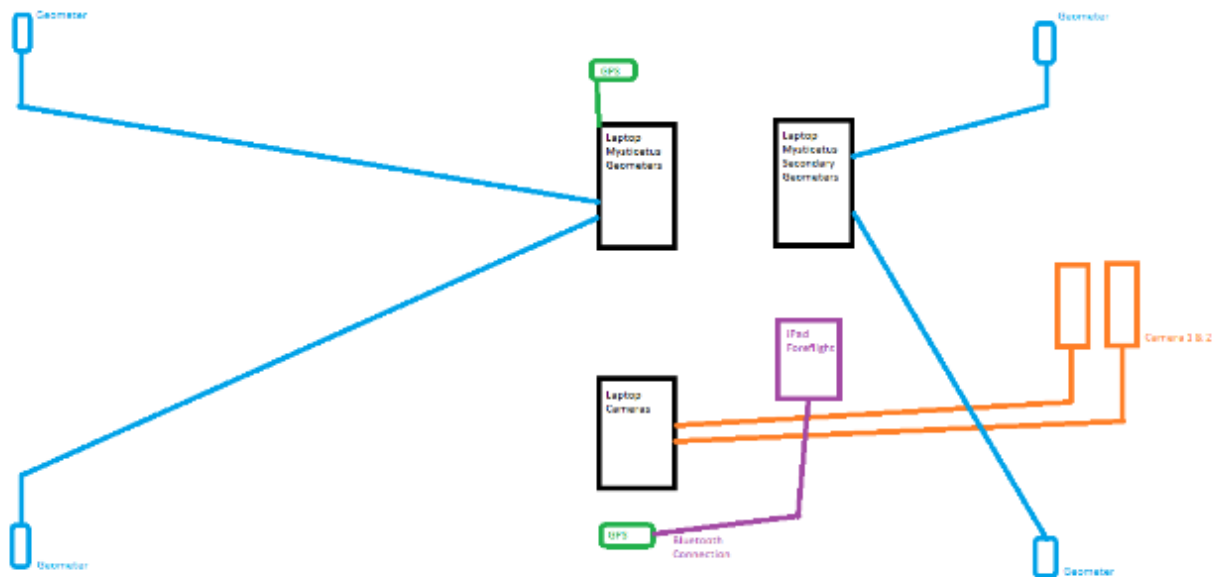 Geometer
Geometer
GPS
Laptop
Mysticetus
Geometers
Laptop
Mysticetus
Secondary
Geometers
iPad
Foreflight
Camera 1 & 2
Laptop
Cameras
GPS
Bluetooth
Connection
Geometer
Geometer